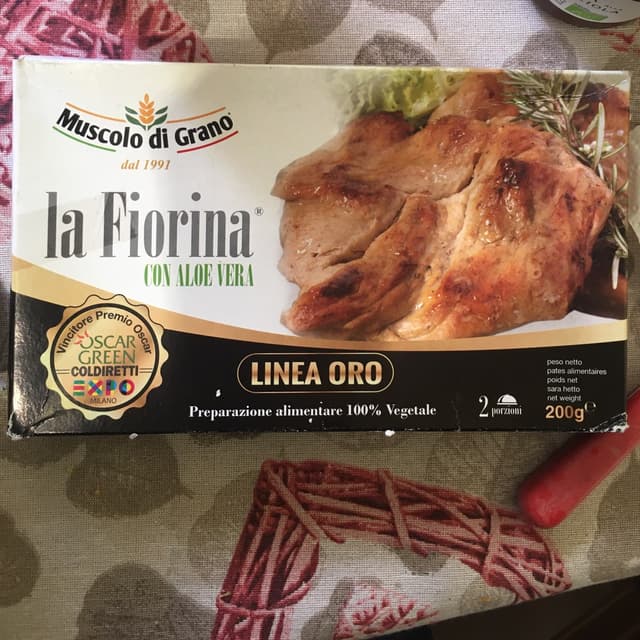 Muscolo di Grano
dal 1991
la Fiorina®
CON ALOE VERA
Vincitore Premio Oscar
OSCAR
GREEN
COLDIRETTI
EXPO
MILANO
LINEA ORO
Preparazione alimentare 100% Vegetale
2 porzioni
peso netto
pates alimentaires
poids net
sara hetto
net weight
200g e